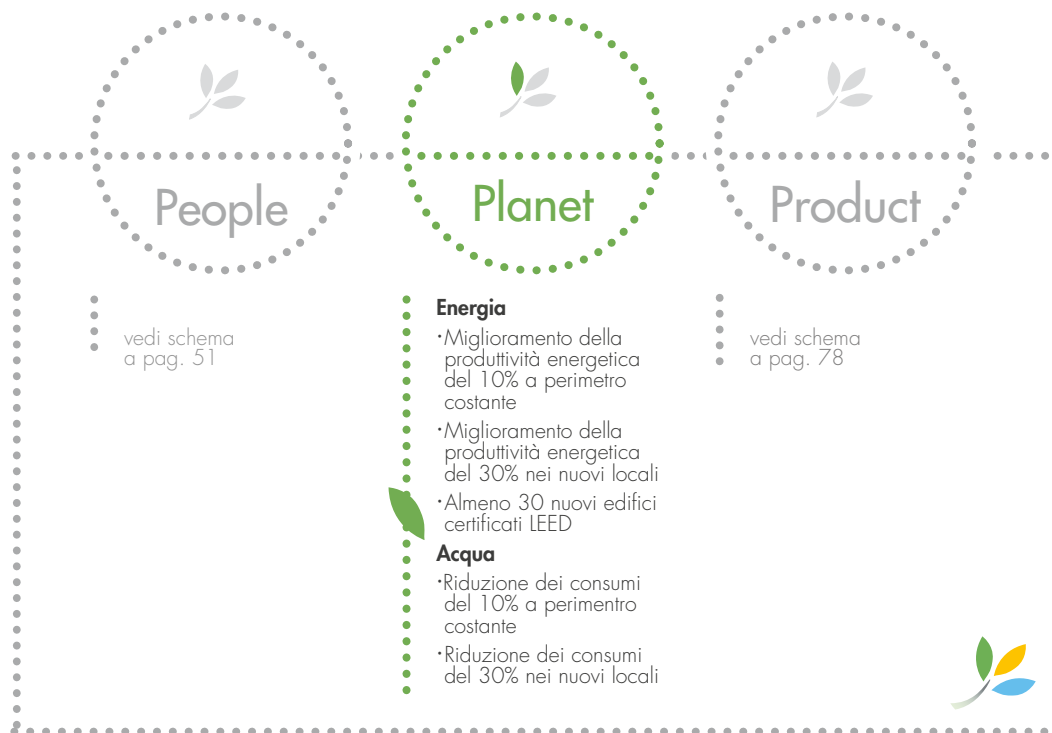 People
Planet
Product
vedi schema
a pag. 51
Energia
·Miglioramento della
produttività energetica
del 10% a perimetro
costante
·Miglioramento della
produttività energetica
del 30% nei nuovi locali
·Almeno 30 nuovi edifici
certificati LEED
Acqua
·Riduzione dei consumi
del 10% a perimentro
costante
·Riduzione dei consumi
del 30% nei nuovi locali
vedi schema
a pag. 78